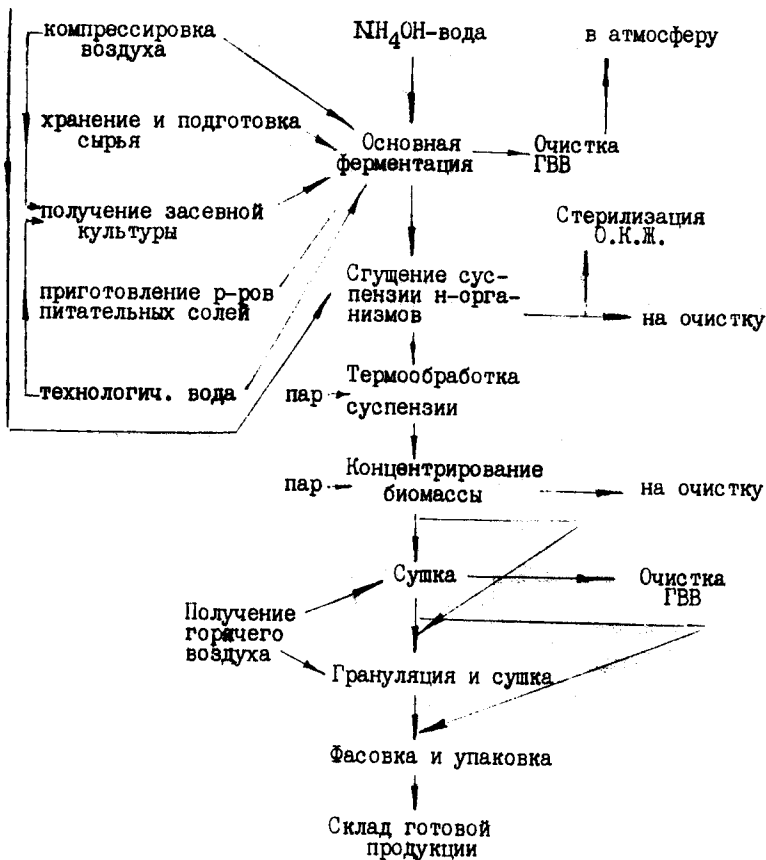 компрессировка
воздуха
NH4OH-вода
в атмосферу
хранение и подготовка
сырья
Основная
ферментация
Очистка
ГВВ
получение засевной
культуры
Стерилизация
О.К.Ж.
приготовление р-ров
питательных солей
Сгущение сус-
пензии н-орга-
низмов
на очистку
технологич. вода
пар
Термообработка
суспензии
пар
Концентрирование
биомассы
на очистку
Сушка
Очистка
ГВВ
Получение
горячего
воздуха
Грануляция и сушка
Фасовка и упаковка
Склад готовой
продукции